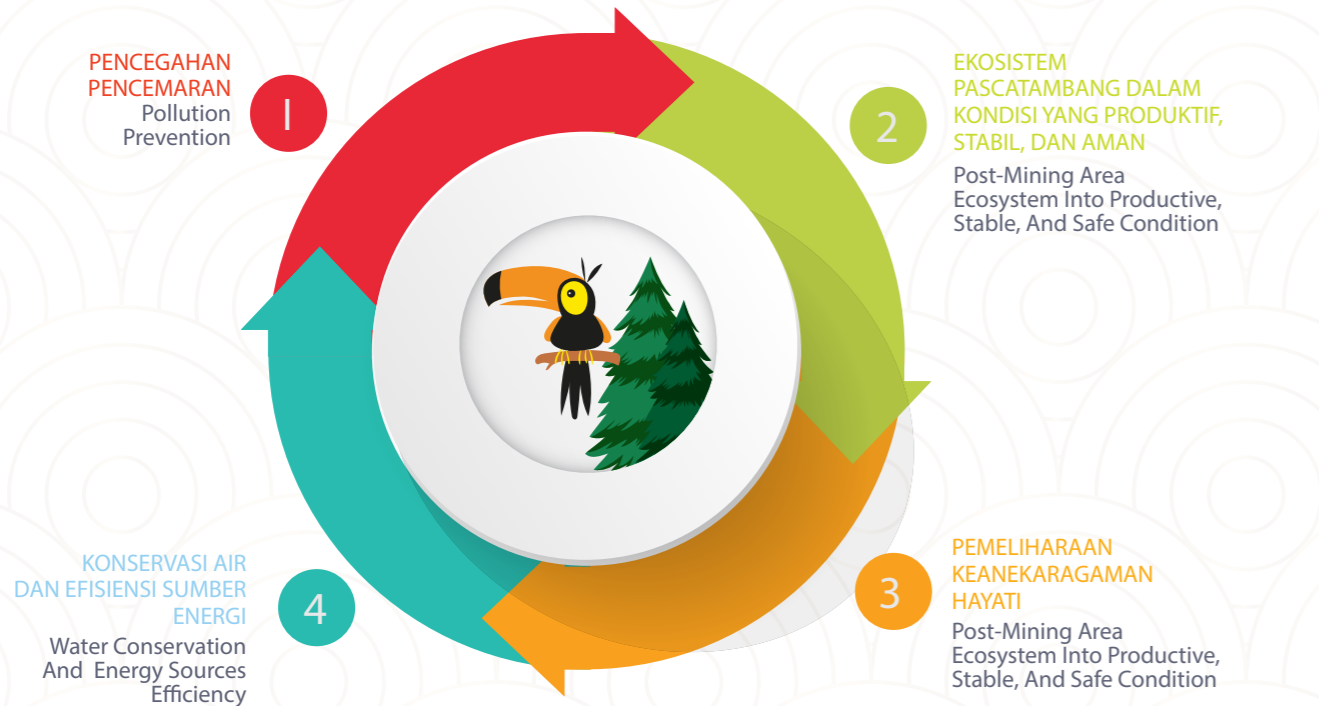 PENCEGAHAN
PENCEMARAN
Pollution
Prevention
1
2
EKOSISTEM
PASCATAMBANG DALAM
KONDISI YANG PRODUKTIF,
STABIL, DAN AMAN
Post-Mining Area
Ecosystem Into Productive,
Stable, And Safe Condition
3
PEMELIHARAAN
KEANEKARAGAMAN
HAYATI
Post-Mining Area
Ecosystem Into Productive,
Stable, And Safe Condition
KONSERVASI AIR
DAN EFISIENSI SUMBER
ENERGI
Water Conservation
And Energy Sources
Efficiency
4